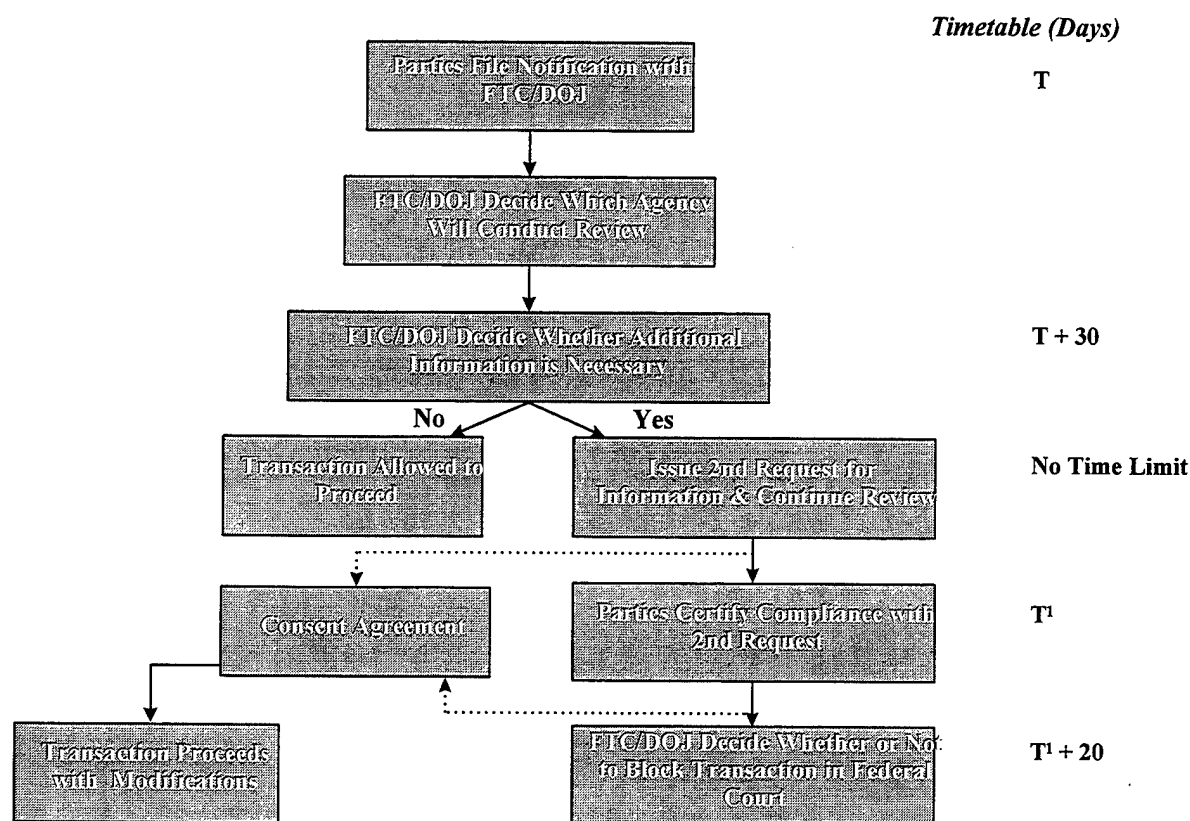 Timetable (Days)
Parties File Notification with
FTC/DOJ
T
FTC/DOJ Decide Which Agency
Will Conduct Review
FTC/DOJ Decide Whether Additional
Information is Necessary
T + 30
No
Yes
Transaction Allowed to
Proceed
Issue 2nd Request for
Information & Continue Review
No Time Limit
Consent Agreement
Parties Certify Compliance with
2nd Request
T¹
Transaction Proceeds
with Modifications
FTC/DOJ Decide Whether or Not
to Block Transaction in Federal
Court
T¹ + 20